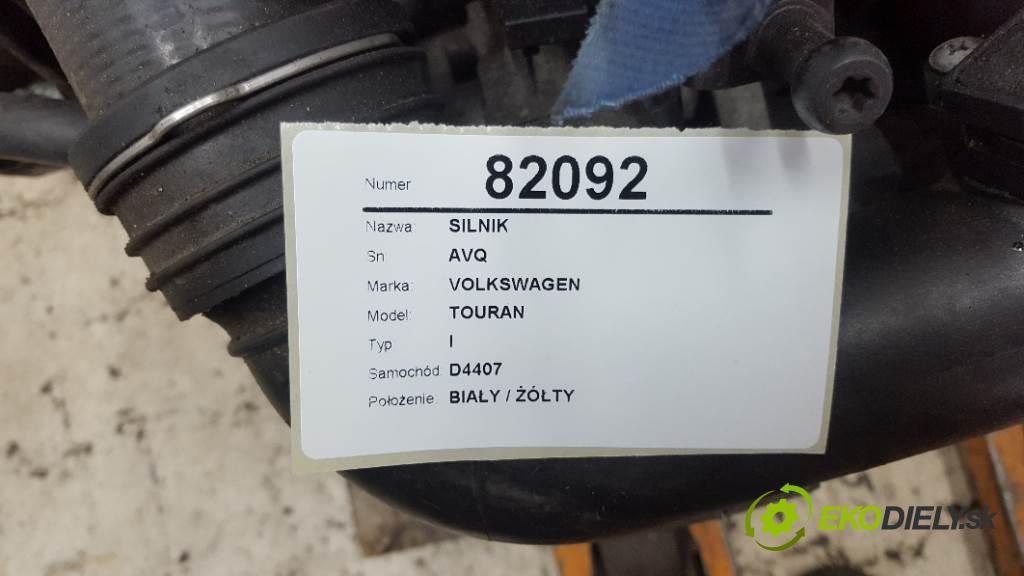 Numer 82092
Nazwa: SILNIK
Sn: AVQ
Marka: VOLKSWAGEN
Model: TOURAN
Typ I
Samochód: D4407
Położenie: BIAŁY / ŻÓŁTY
EKODIELY.sk